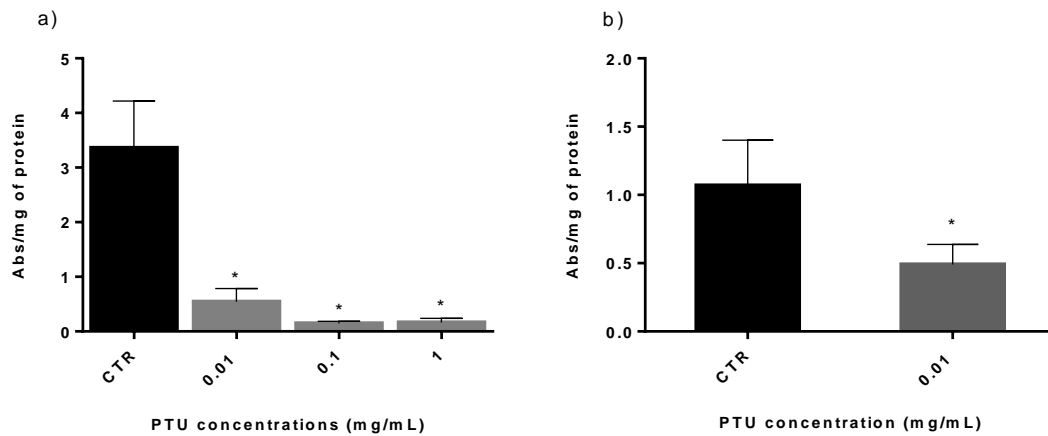 a)
Abs/mg of protein
5
4
3
2
1
0
*
*
*
CTR
0.01
0.1
1
PTU concentrations (mg/mL)
b)
Abs/mg of protein
2.0
1.5
1.0
0.5
0.0
*
CTR
0.01
PTU concentration (mg/mL)